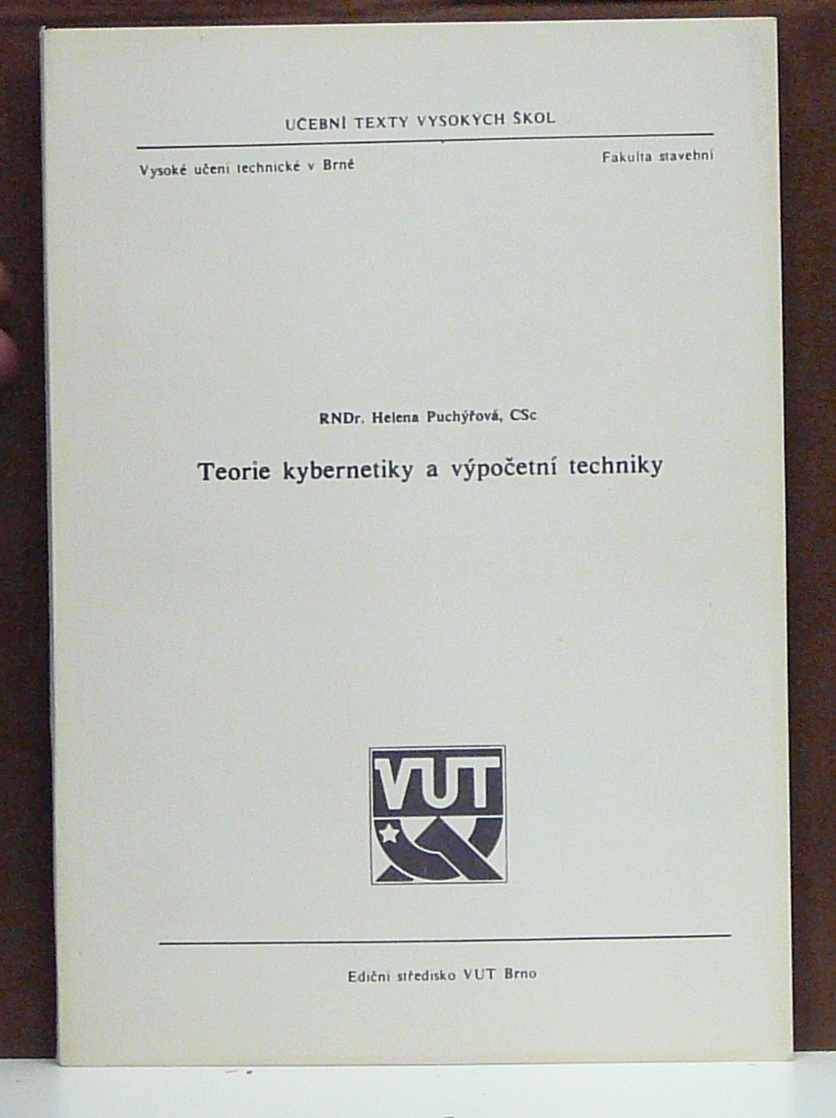 UČEBNÍ TEXTY VYSOKÝCH ŠKOL
Vysoké učení technické v Brně
Fakulta stavební
RNDr. Helena Puchýřová, CSc
Teorie kybernetiky a výpočetní techniky
VUT
Ediční středisko VUT Brno